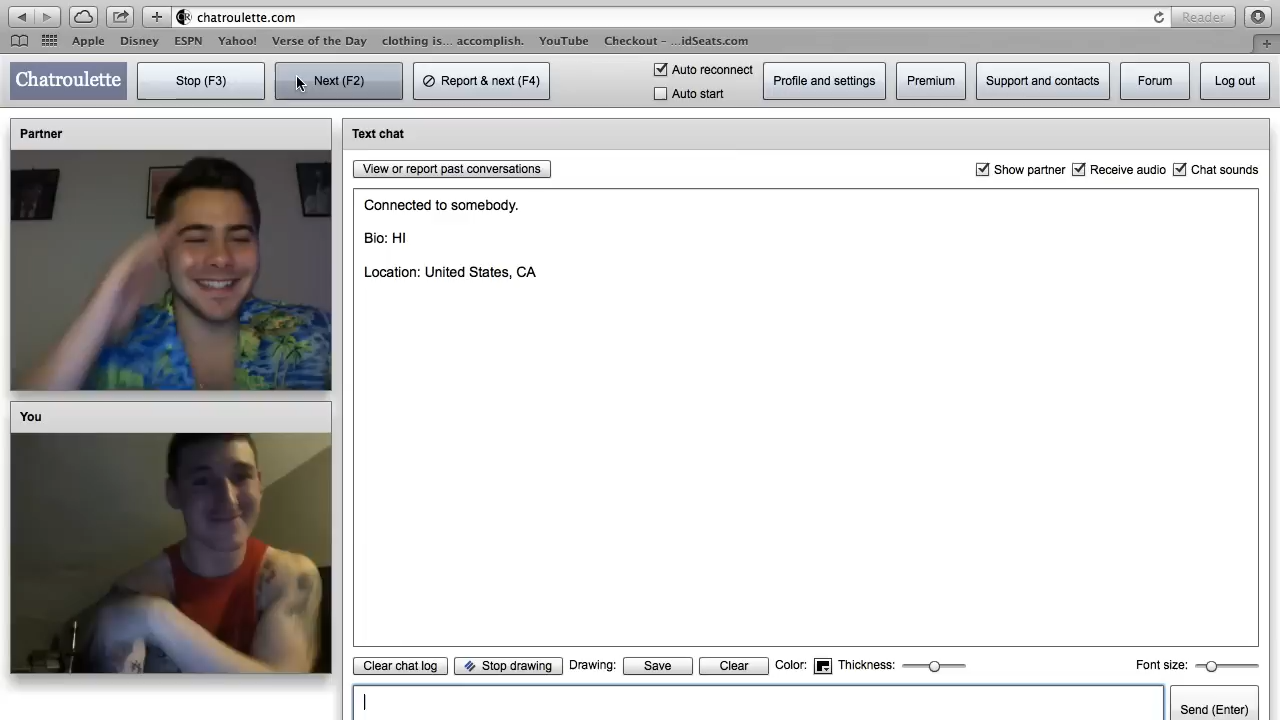 chatroulette.com
Reader
Apple Disney ESPN Yahoo! Verse of the Day clothing is... accomplish. YouTube Checkout - ...idSeats.com
Chatroulette Stop (F3) Next (F2) Report & next (F4) Auto reconnect Profile and settings Premium Support and contacts Forum Log out
Auto start
Partner
Text chat
View or report past conversations
Show partner Receive audio Chat sounds
Connected to somebody.
Bio: HI
Location: United States, CA
You
Clear chat log Stop drawing Drawing: Save Clear Color: Thickness: Font size:
Send (Enter)